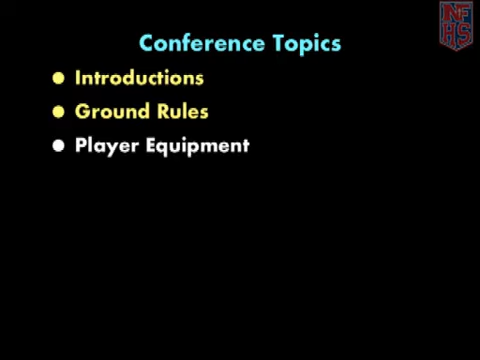 NFHS
Conference Topics
Introductions
Ground Rules
Player Equipment